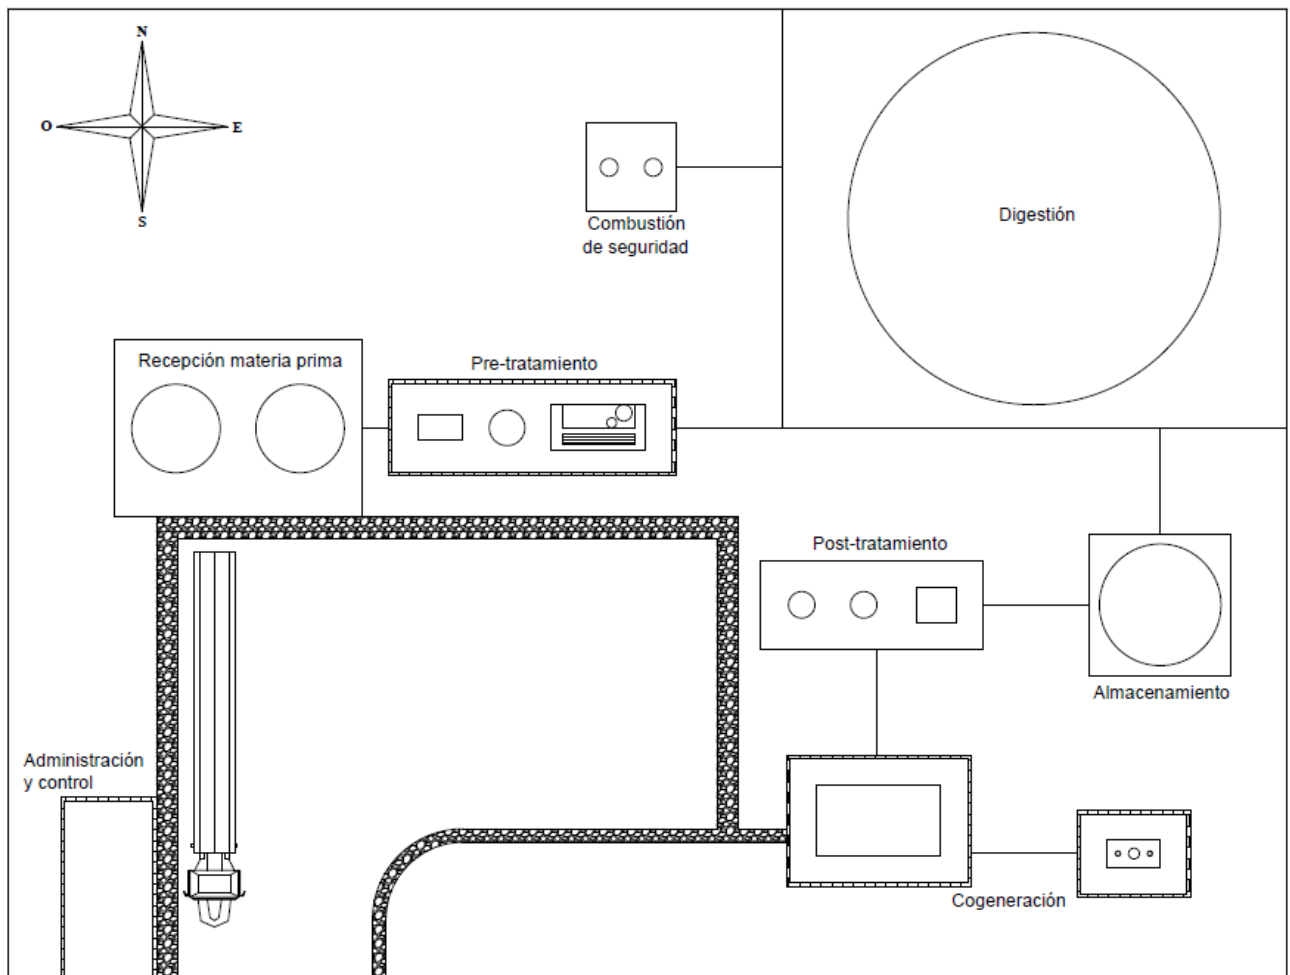 N
O
E
S
Combustión
de seguridad
Digestión
Recepción materia prima
Pre-tratamiento
Post-tratamiento
Almacenamiento
Administración
y control
Cogeneración